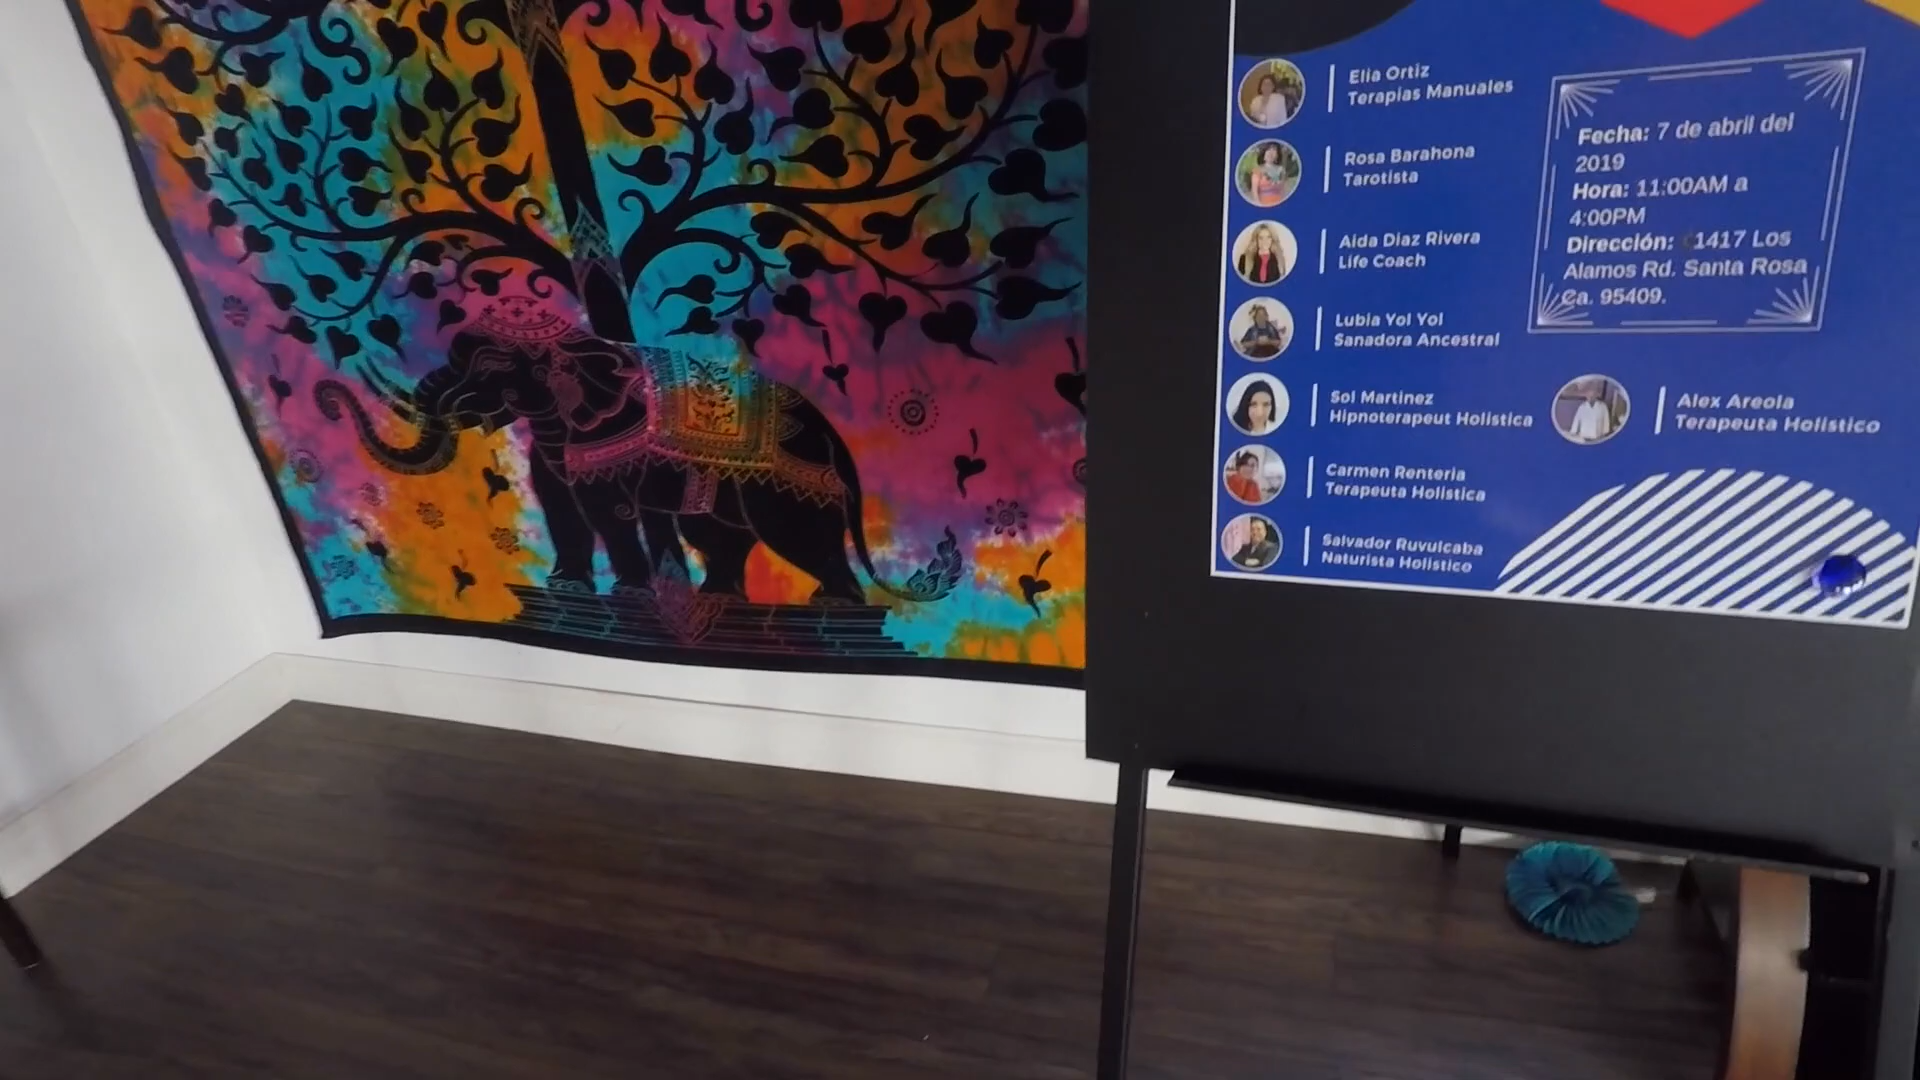 Elia Ortiz
Terapias Manuales
Rosa Barahona
Tarotista
Aida Diaz Rivera
Life Coach
Lubia Yol Yol
Sanadora Ancestral
Sol Martinez
Hipnoterapeut Holistica
Carmen Renteria
Terapeuta Holistica
Salvador Ruvulcaba
Naturista Holistico
Fecha: 7 de abril del
2019
Hora: 11:00AM a
4:00PM
Dirección: 1417 Los
Alamos Rd. Santa Rosa
Ca. 95409.
Alex Areola
Terapeuta Holistico